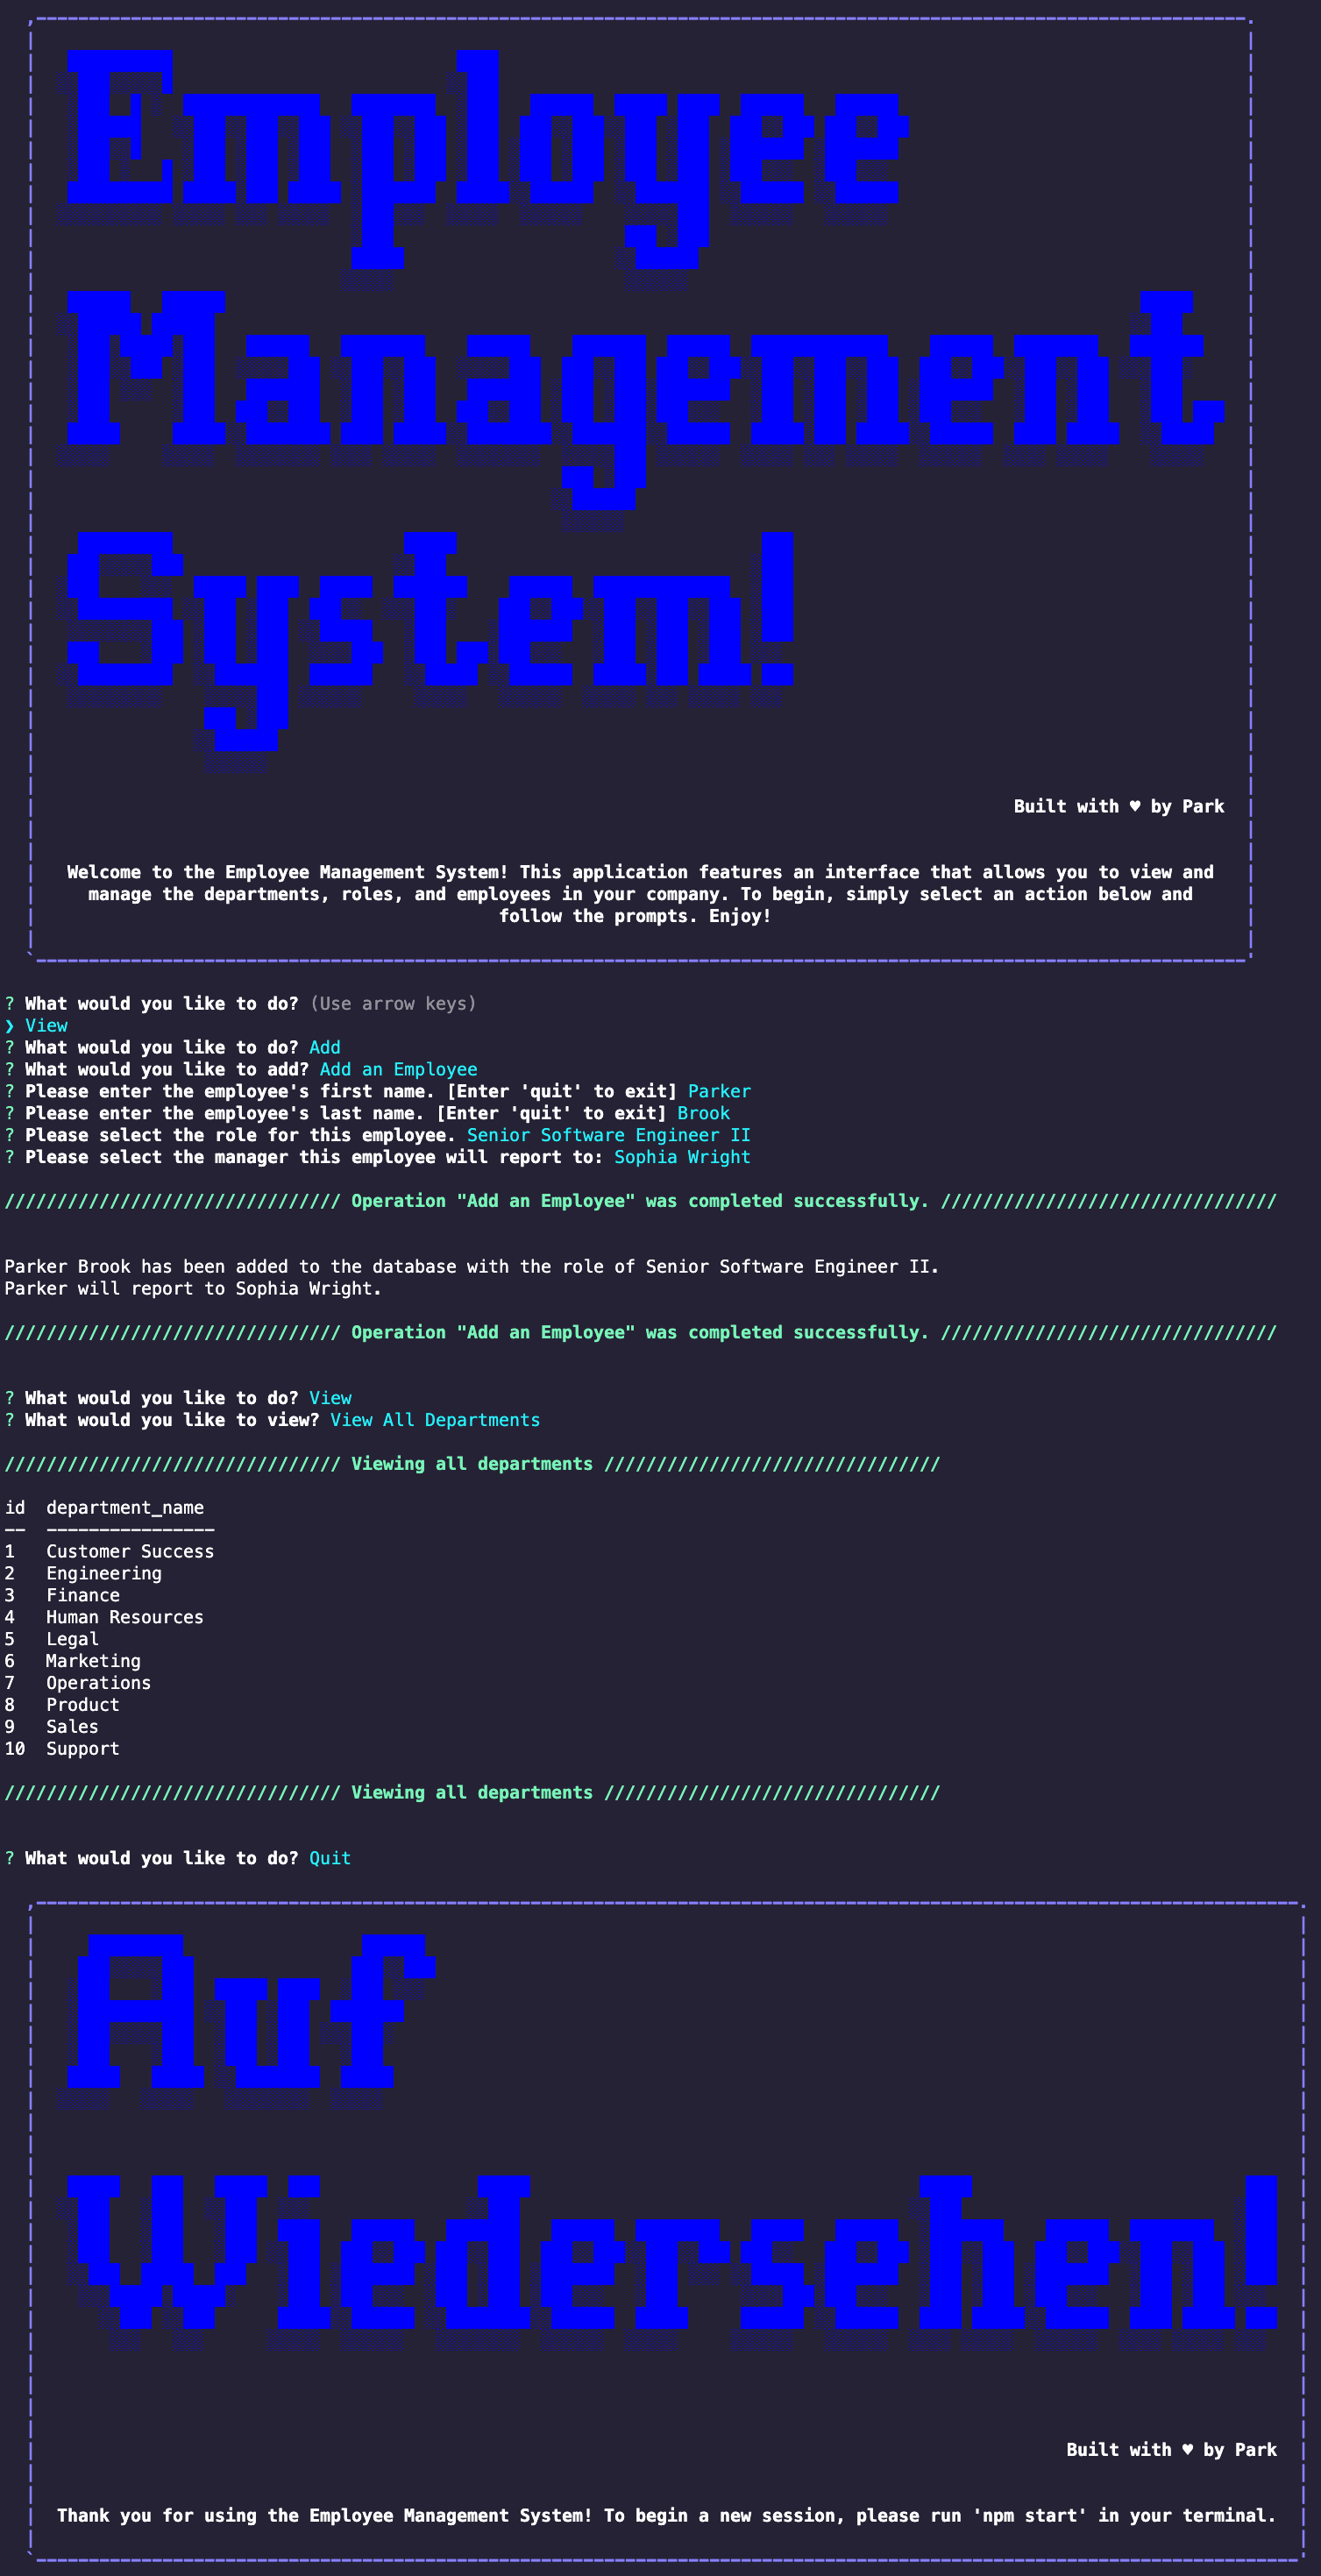 Employee
Management
System!
Built with ♥ by Park
Welcome to the Employee Management System! This application features an interface that allows you to view and
manage the departments, roles, and employees in your company. To begin, simply select an action below and
follow the prompts. Enjoy!
? What would you like to do? (Use arrow keys)
❯ View
? What would you like to do? Add
? What would you like to add? Add an Employee
? Please enter the employee's first name. [Enter 'quit' to exit] Parker
? Please enter the employee's last name. [Enter 'quit' to exit] Brook
? Please select the role for this employee. Senior Software Engineer II
? Please select the manager this employee will report to: Sophia Wright
//////////////////////////////// Operation "Add an Employee" was completed successfully. ////////////////////////////////
Parker Brook has been added to the database with the role of Senior Software Engineer II.
Parker will report to Sophia Wright.
//////////////////////////////// Operation "Add an Employee" was completed successfully. ////////////////////////////////
? What would you like to do? View
? What would you like to view? View All Departments
//////////////////////////////// Viewing all departments ////////////////////////////////
id  department_name
--  ----------------
1   Customer Success
2   Engineering
3   Finance
4   Human Resources
5   Legal
6   Marketing
7   Operations
8   Product
9   Sales
10  Support
//////////////////////////////// Viewing all departments ////////////////////////////////
? What would you like to do? Quit
Auf
Wiedersehen!
Built with ♥ by Park
Thank you for using the Employee Management System! To begin a new session, please run 'npm start' in your terminal.